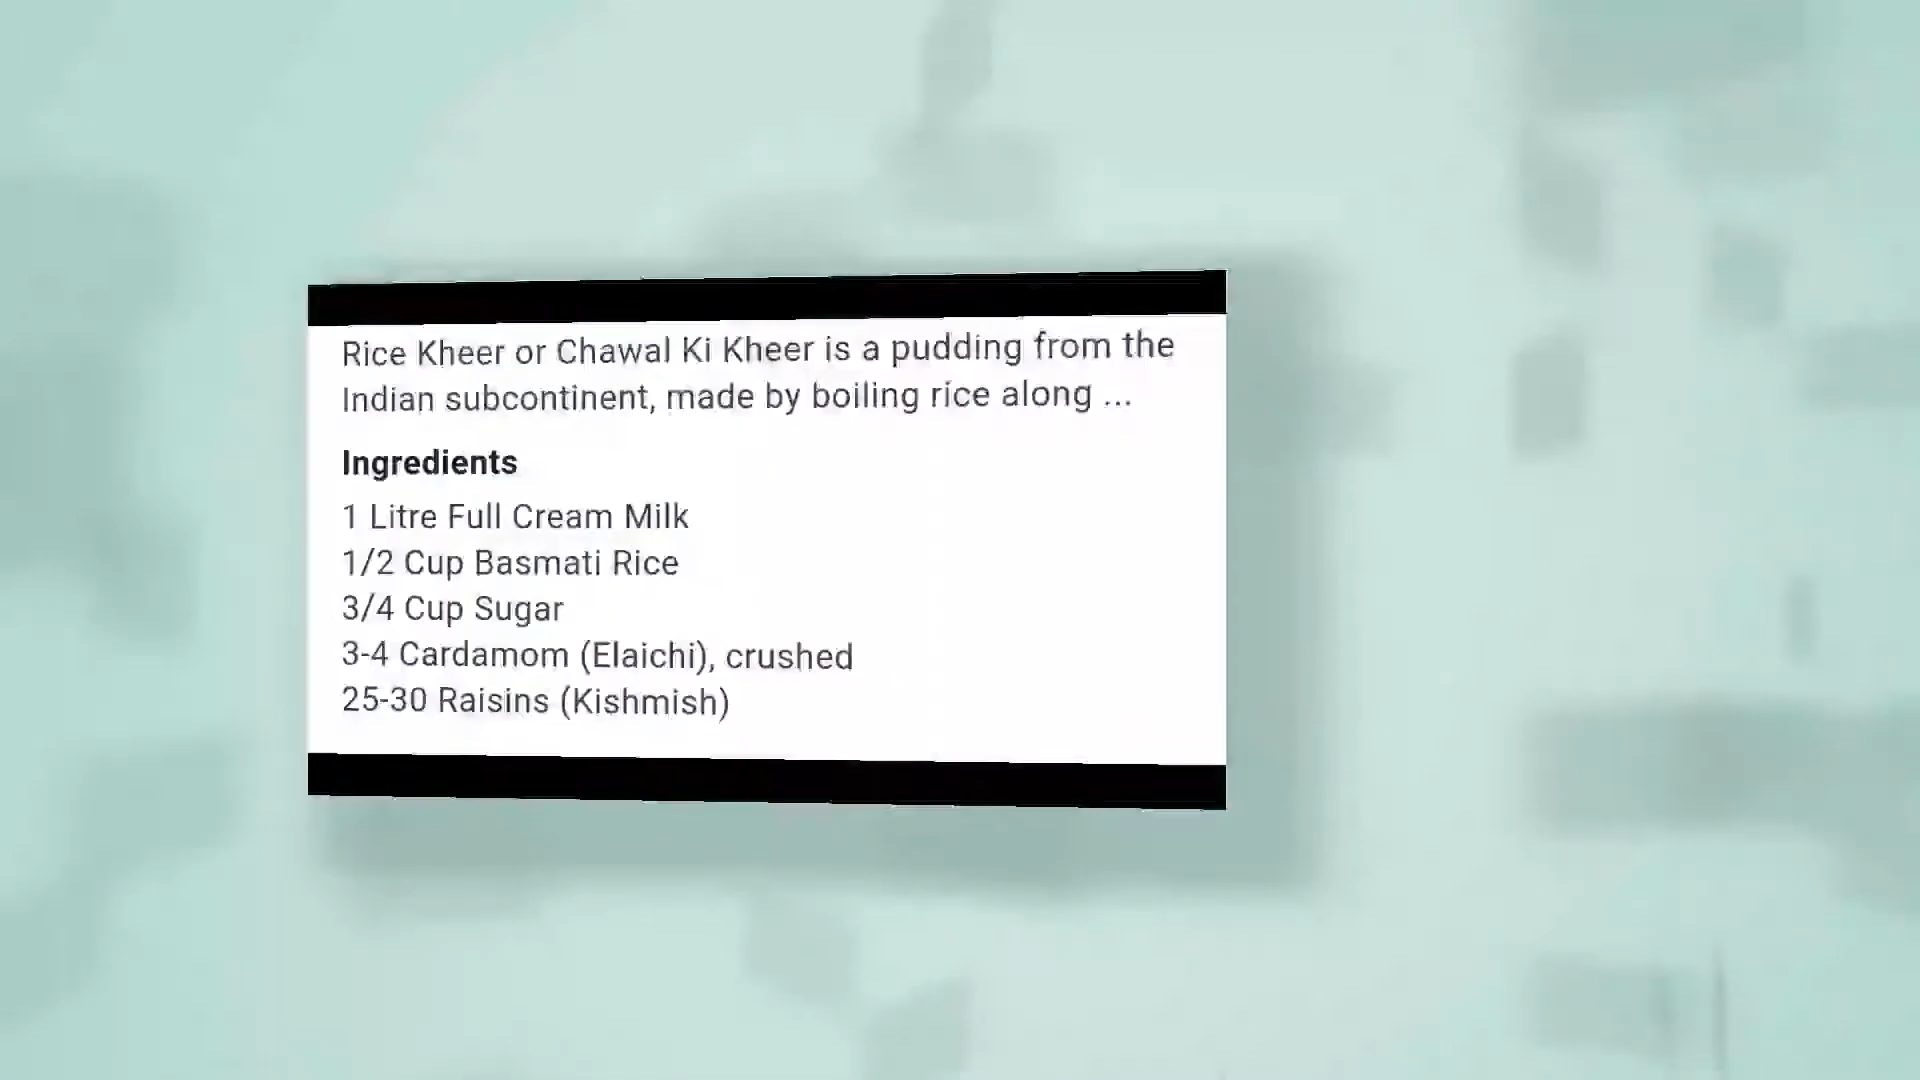 Rice Kheer or Chawal Ki Kheer is a pudding from the
Indian subcontinent, made by boiling rice along ...
Ingredients
1 Litre Full Cream Milk
1/2 Cup Basmati Rice
3/4 Cup Sugar
3-4 Cardamom (Elaichi), crushed
25-30 Raisins (Kishmish)